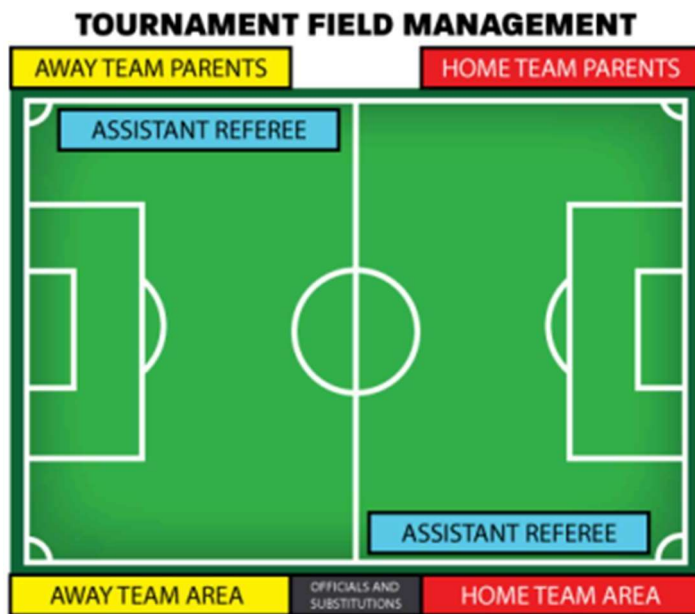 TOURNAMENT FIELD MANAGEMENT
AWAY TEAM PARENTS
HOME TEAM PARENTS
ASSISTANT REFEREE
ASSISTANT REFEREE
AWAY TEAM AREA
OFFICIALS AND
SUBSTITUTIONS
HOME TEAM AREA